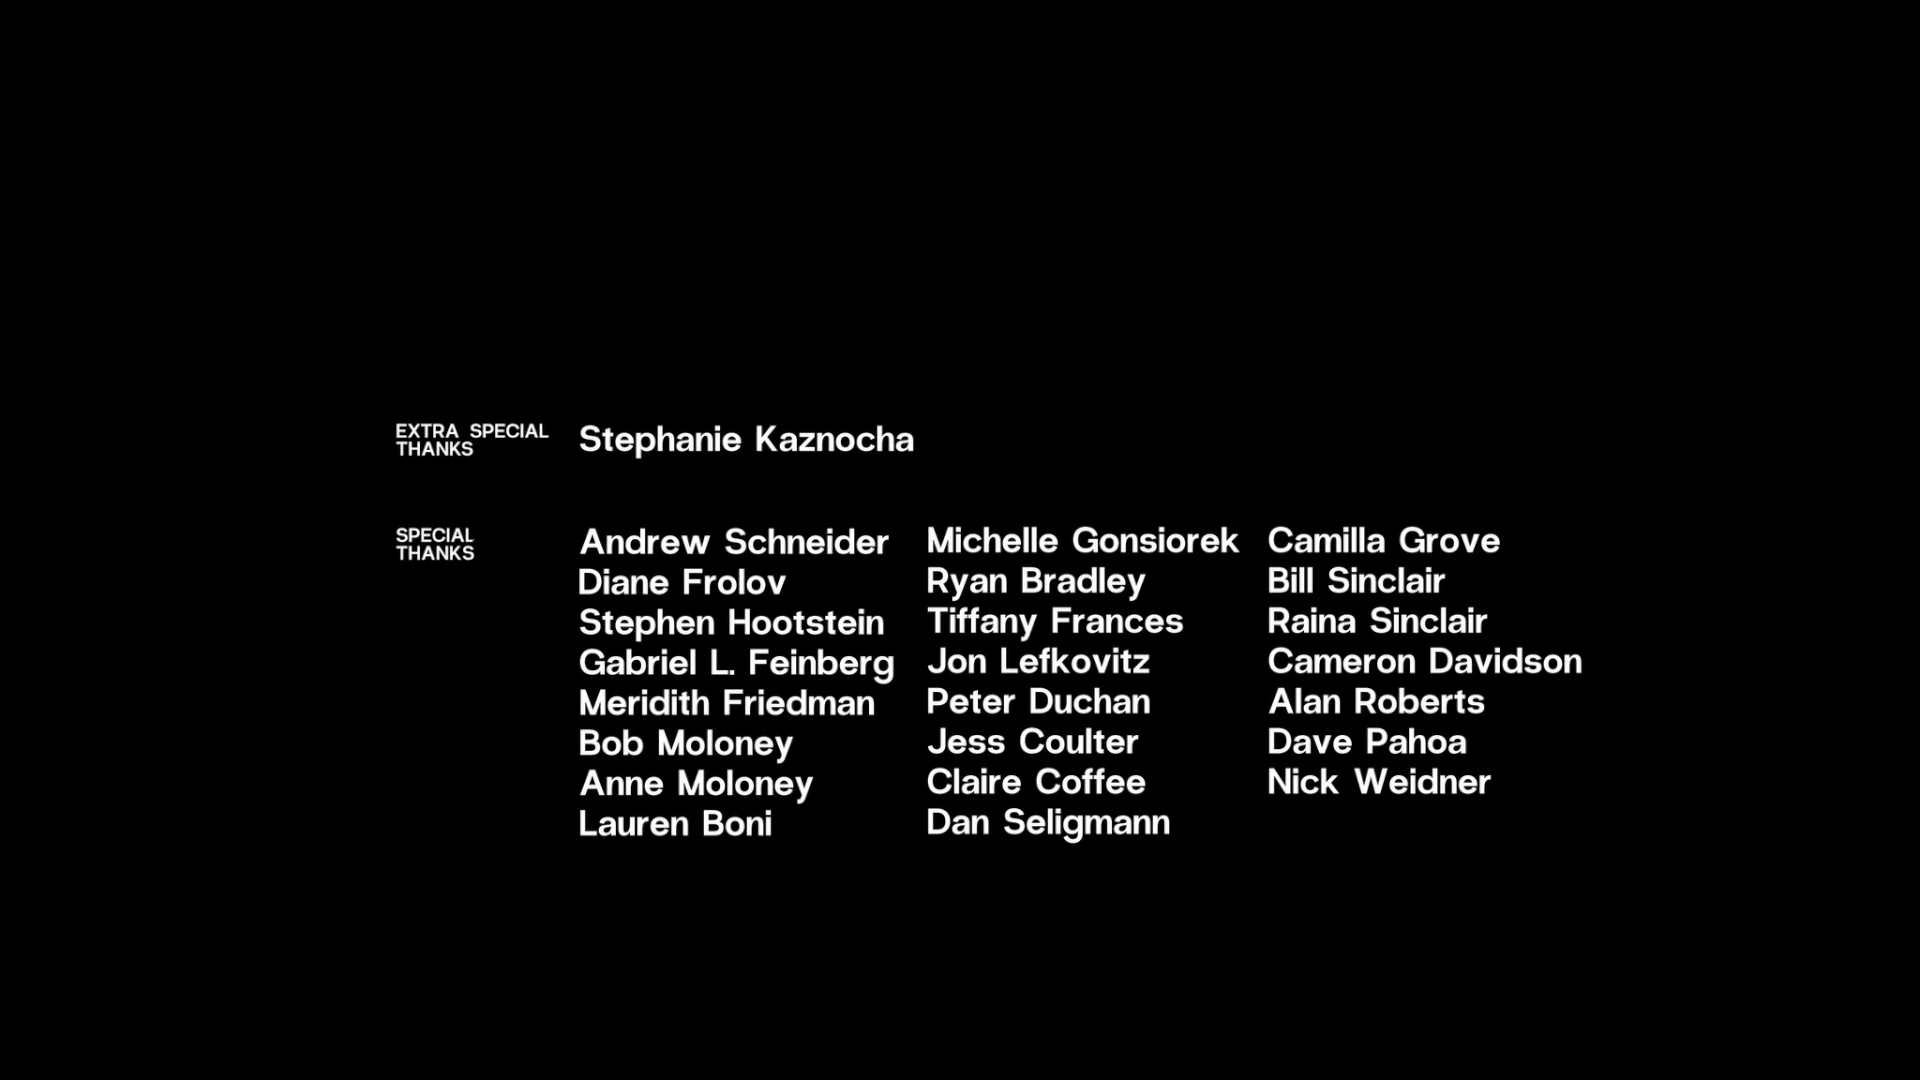 EXTRA SPECIAL
THANKS
Stephanie Kaznocha
SPECIAL
THANKS
Andrew Schneider
Diane Frolov
Stephen Hootstein
Gabriel L. Feinberg
Meridith Friedman
Bob Moloney
Anne Moloney
Lauren Boni
Michelle Gonsiorek
Ryan Bradley
Tiffany Frances
Jon Lefkovitz
Peter Duchan
Jess Coulter
Claire Coffee
Dan Seligmann
Camilla Grove
Bill Sinclair
Raina Sinclair
Cameron Davidson
Alan Roberts
Dave Pahoa
Nick Weidner